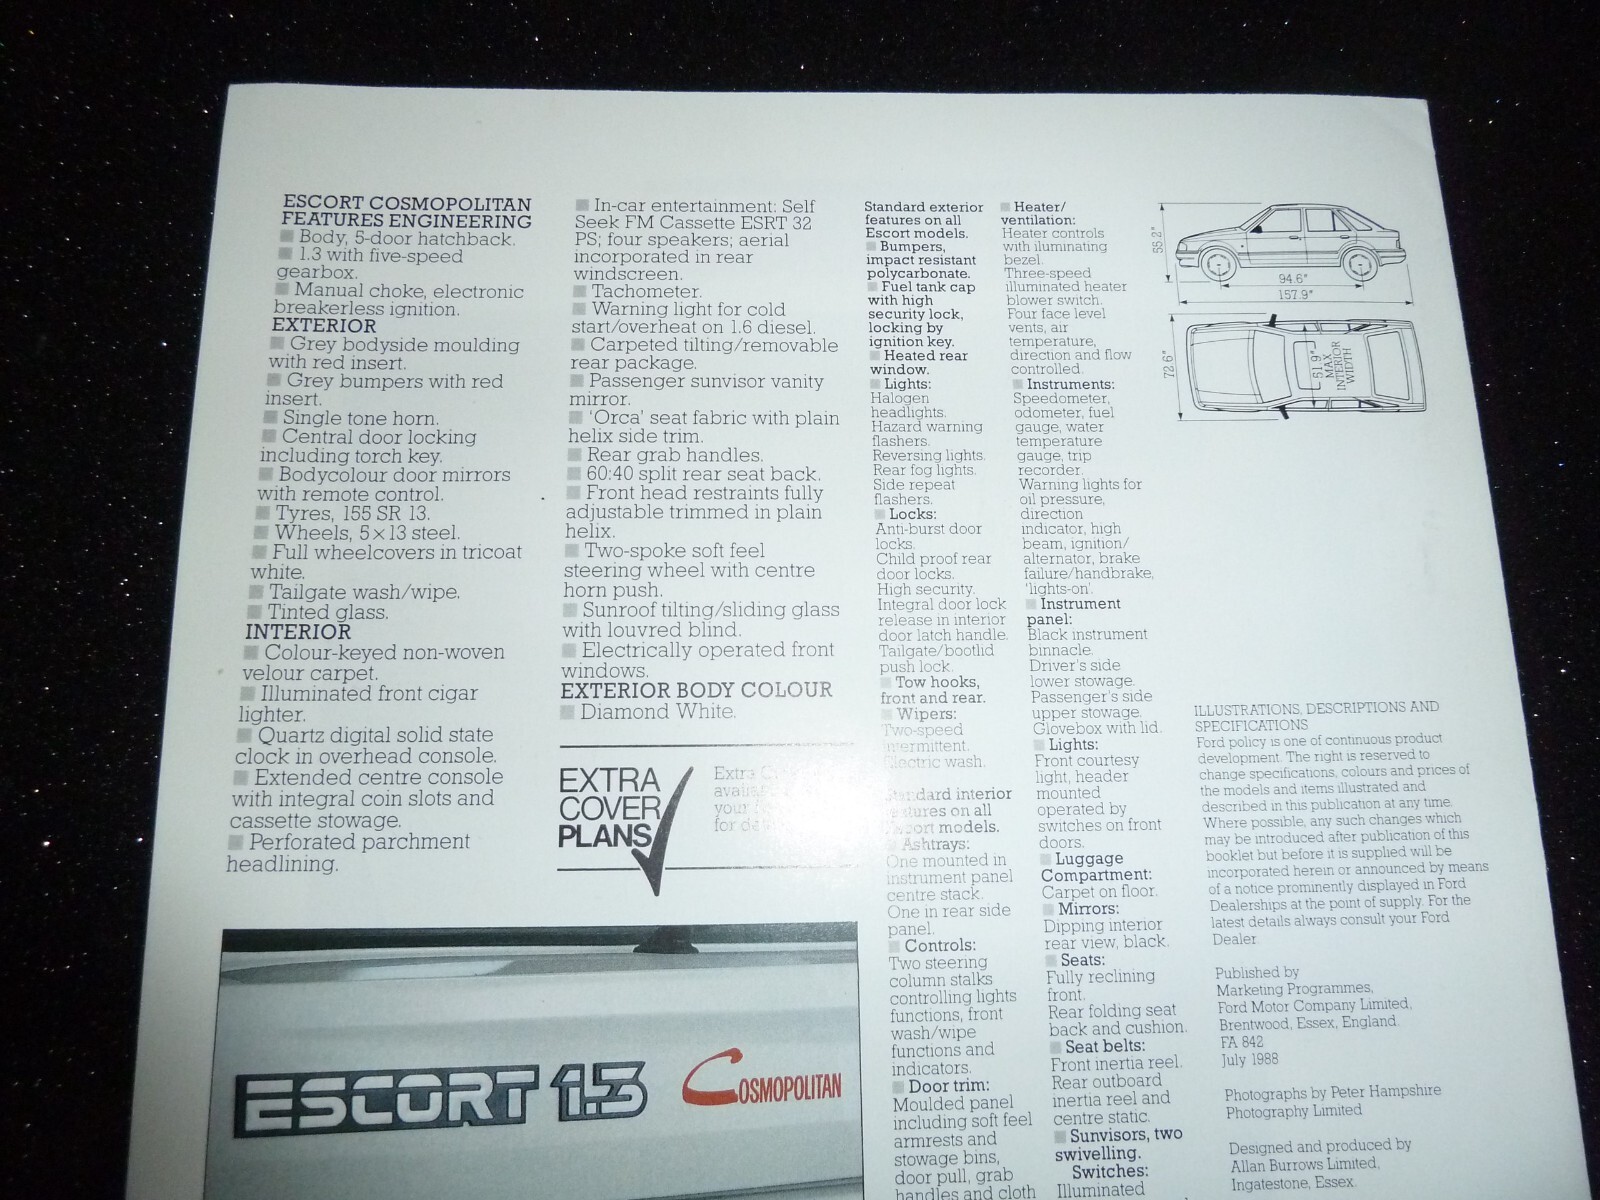 ESCORT COSMOPOLITAN
FEATURES ENGINEERING
Body, 5-door hatchback.
1.3 with five-speed
gearbox.
Manual choke, electronic
breakerless ignition.
EXTERIOR
Grey bodyside moulding
with red insert.
Grey bumpers with red
insert.
Single tone horn.
Central door locking
including torch key.
Bodycolour door mirrors
with remote control.
Tyres, 155 SR 13.
Wheels, 5×13 steel.
Full wheelcovers in tricoat
white.
Tailgate wash/wipe.
Tinted glass.
INTERIOR
Colour-keyed non-woven
velour carpet.
Illuminated front cigar
lighter.
Quartz digital solid state
clock in overhead console.
Extended centre console
with integral coin slots and
cassette stowage.
Perforated parchment
headlining.
In-car entertainment: Self
Seek FM Cassette ESRT 32
PS; four speakers; aerial
incorporated in rear
windscreen.
Tachometer.
Warning light for cold
start/overheat on 1.6 diesel.
Carpeted tilting/removable
rear package.
Passenger sunvisor vanity
mirror.
'Orca' seat fabric with plain
helix side trim.
Rear grab handles.
60:40 split rear seat back.
Front head restraints fully
adjustable trimmed in plain
helix.
Two-spoke soft feel
steering wheel with centre
horn push.
Sunroof tilting/sliding glass
with louvred blind.
Electrically operated front
windows.
EXTERIOR BODY COLOUR
Diamond White.
EXTRA
COVER
PLANS
Extra
your
for
ESCORT 1.3
COSMOPOLITAN
Standard exterior
features on all
Escort models.
Bumpers,
impact resistant
polycarbonate.
Fuel tank cap
with high
security lock,
locking by
ignition key.
Heated rear
window.
Lights:
Halogen
headlights.
Hazard warning
flashers.
Reversing lights.
Rear fog lights.
Side repeat
flashers.
Locks:
Anti-burst door
locks.
Child proof rear
door locks.
High security.
Integral door lock
release in interior
door latch handle.
Tailgate/bootlid
push lock.
Tow hooks,
front and rear.
Wipers:
Two-speed
intermittent.
Electric wash.
Standard interior
features on all
Escort models.
Ashtrays:
One mounted in
instrument panel
centre stack.
One in rear side
panel.
Controls:
Two steering
column stalks
controlling lights
functions, front
wash/wipe
functions and
indicators.
Door trim:
Moulded panel
including soft feel
armrests and
stowage bins,
door pull, grab
handles and cloth
Heater/
ventilation:
Heater controls
with iluminating
bezel.
Three-speed
illuminated heater
blower switch.
Four face level
vents, air
temperature,
direction and flow
controlled.
Instruments:
Speedometer,
odometer, fuel
gauge, water
temperature
gauge, trip
recorder.
Warning lights for
oil pressure,
direction
indicator, high
beam, ignition/
alternator, brake
failure/handbrake,
'lights-on'.
Instrument
panel:
Black instrument
binnacle.
Driver's side
lower stowage.
Passenger's side
upper stowage.
Glovebox with lid.
Lights:
Front courtesy
light, header
mounted
operated by
switches on front
doors.
Luggage
Compartment:
Carpet on floor.
Mirrors:
Dipping interior
rear view, black.
Seats:
Fully reclining
front.
Rear folding seat
back and cushion.
Seat belts:
Front inertia reel.
Rear outboard
inertia reel and
centre static.
Sunvisors, two
swivelling.
Switches:
Illuminated
55.2"
94.6"
157.9"
72.6"
51.9"
MAX
INTERIOR
WIDTH
ILLUSTRATIONS, DESCRIPTIONS AND
SPECIFICATIONS
Ford policy is one of continuous product
development. The right is reserved to
change specifications, colours and prices of
the models and items illustrated and
described in this publication at any time.
Where possible, any such changes which
may be introduced after publication of this
booklet but before it is supplied will be
incorporated herein or announced by means
of a notice prominently displayed in Ford
Dealerships at the point of supply. For the
latest details always consult your Ford
Dealer.
Published by
Marketing Programmes,
Ford Motor Company Limited,
Brentwood, Essex, England.
FA 842
July 1988
Photographs by Peter Hampshire
Photography Limited
Designed and produced by
Allan Burrows Limited,
Ingatestone, Essex.